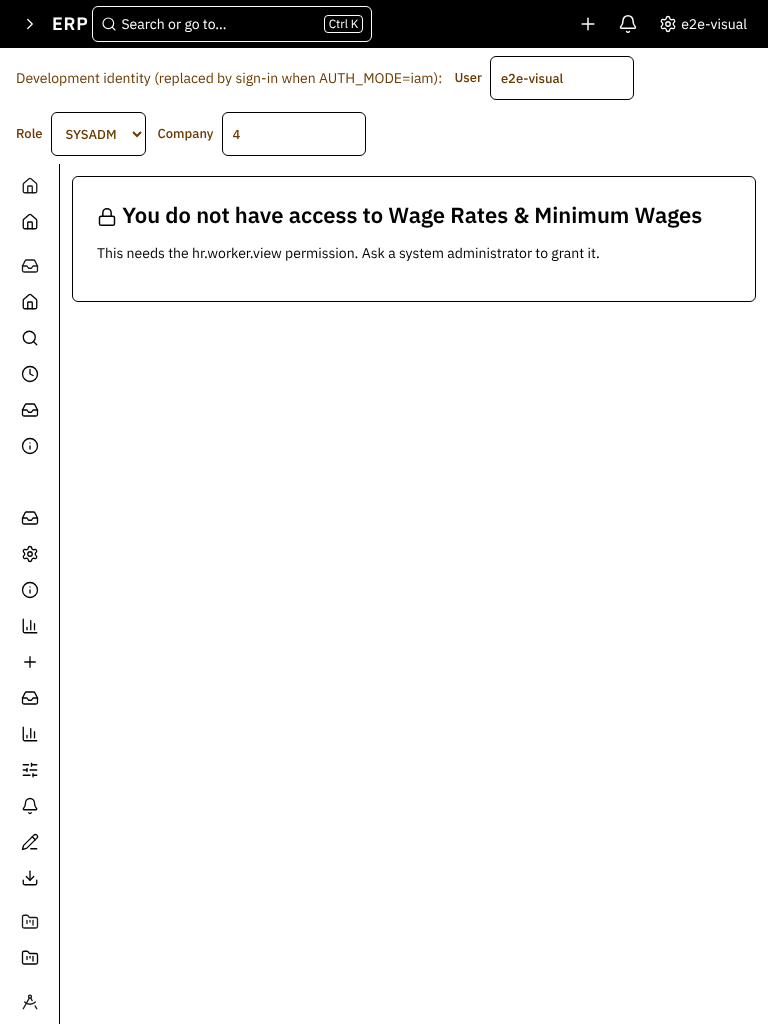 ERP
Search or go to... Ctrl K
e2e-visual
Development identity (replaced by sign-in when AUTH_MODE=iam): User e2e-visual
Role SYSADM Company 4
You do not have access to Wage Rates & Minimum Wages
This needs the hr.worker.view permission. Ask a system administrator to grant it.